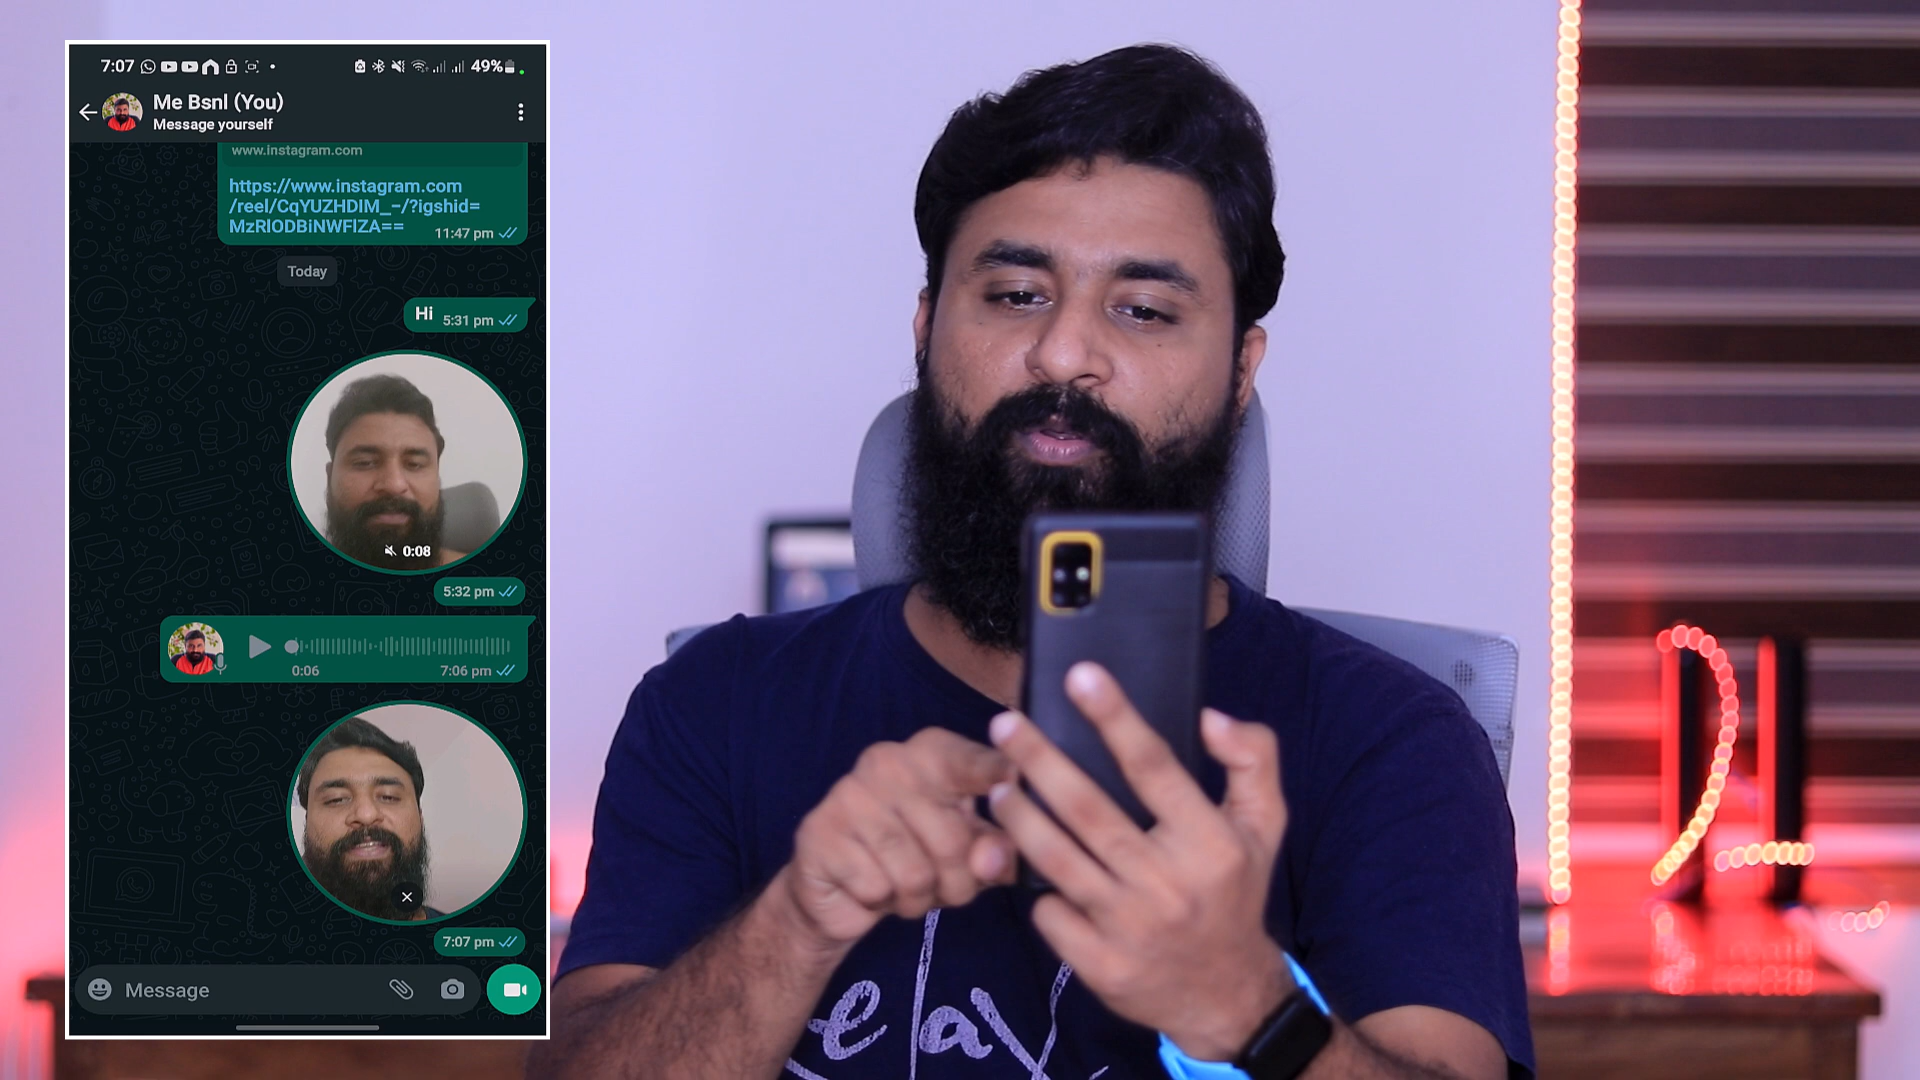 7:07
49%
Me Bsnl (You)
Message yourself
www.instagram.com
https://www.instagram.com
/reel/CqYUZHDIM_-/?igshid=
MzRlODBiNWFlZA==
11:47 pm
Today
Hi
5:31 pm
0:08
5:32 pm
0:06
7:06 pm
7:07 pm
Message
elay